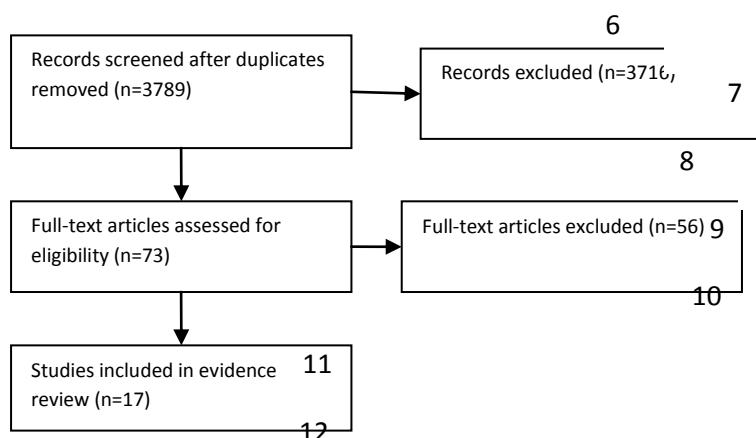 6
Records screened after duplicates
removed (n=3789)
Records excluded (n=3716)
7
8
Full-text articles assessed for
eligibility (n=73)
Full-text articles excluded (n=56) 9
10
Studies included in evidence 11
review (n=17)
12